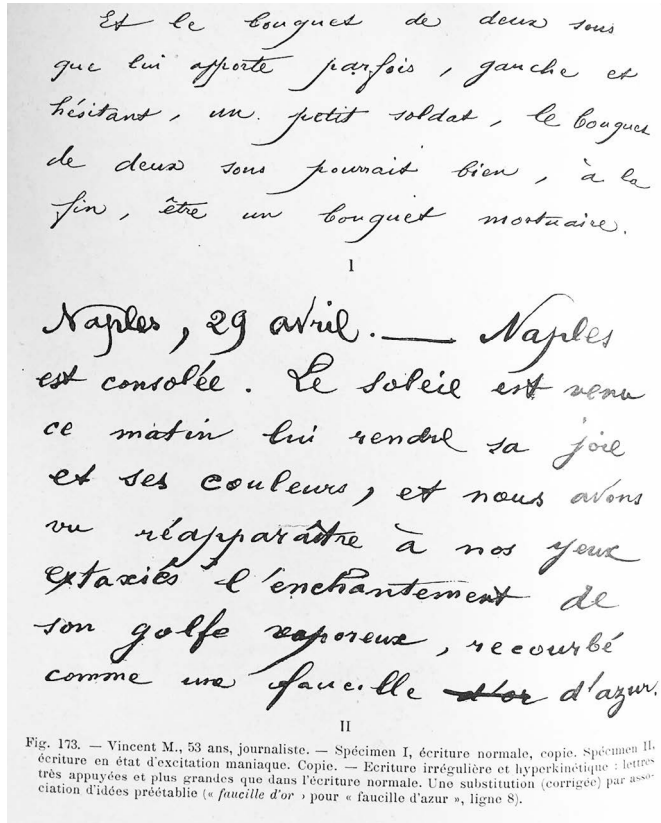 Et le bouquet de deux sous
que lui apporte parfois, gauche et
hésitant, un petit soldat, le bouquet
de deux sous pourrait bien, à la
fin, être un bouquet mortuaire.
I
Naples, 29 avril. — Naples
est consolée. Le soleil est venu
ce matin lui rendre sa joie
et ses couleurs, et nous avons
vu réapparaître à nos yeux
extaxiés l'enchantement de
son golfe vaporeux, recourbé
comme une faucille d'or d'azur.
II
Fig. 173. — Vincent M., 53 ans, journaliste. — Spécimen I, écriture normale, copie. Spécimen II,
écriture en état d'excitation maniaque. Copie. — Ecriture irrégulière et hyperkinétique : lettres
très appuyées et plus grandes que dans l'écriture normale. Une substitution (corrigée) par asso-
ciation d'idées préétablie (« faucille d'or » pour « faucille d'azur », ligne 8).